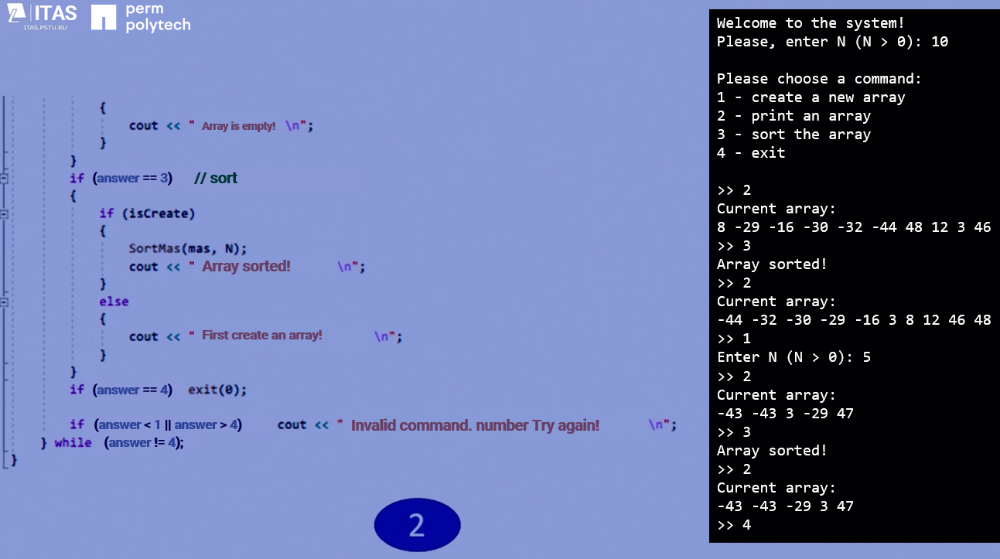 ITAS
ITAS.PSTU.RU
perm
polytech
{
cout << " Array is empty! \n";
}
}
if (answer == 3) // sort
{
if (isCreate)
{
SortMas(mas, N);
cout << " Array sorted! \n";
}
else
{
cout << " First create an array! \n";
}
}
if (answer == 4) exit(0);
if (answer < 1 || answer > 4) cout << " Invalid command. number Try again! \n";
} while (answer != 4);
}
2
Welcome to the system!
Please, enter N (N > 0): 10
Please choose a command:
1 - create a new array
2 - print an array
3 - sort the array
4 - exit
>> 2
Current array:
8 -29 -16 -30 -32 -44 48 12 3 46
>> 3
Array sorted!
>> 2
Current array:
-44 -32 -30 -29 -16 3 8 12 46 48
>> 1
Enter N (N > 0): 5
>> 2
Current array:
-43 -43 3 -29 47
>> 3
Array sorted!
>> 2
Current array:
-43 -43 -29 3 47
>> 4